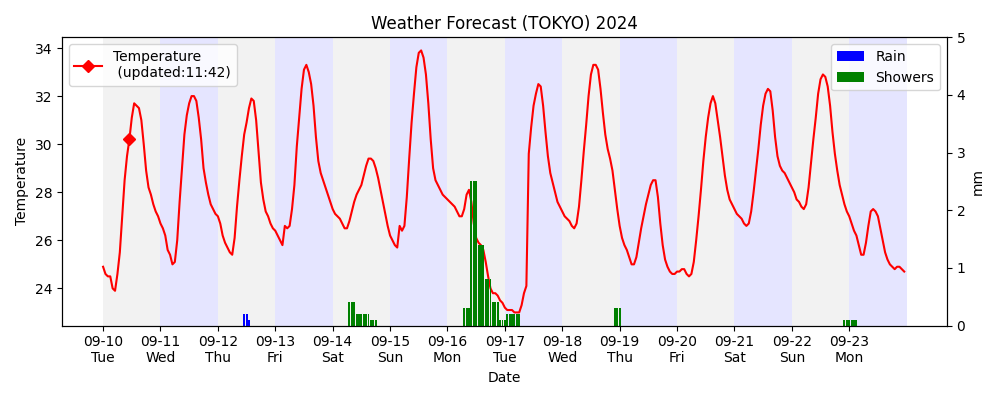 Weather Forecast (TOKYO) 2024
Temperature
(updated:11:42)
Rain
Showers
Temperature
34
32
30
28
26
24
5
4
3
2
1
0
mm
09-10 09-11 09-12 09-13 09-14 09-15 09-16 09-17 09-18 09-19 09-20 09-21 09-22 09-23
Tue Wed Thu Fri Sat Sun Mon Tue Wed Thu Fri Sat Sun Mon
Date